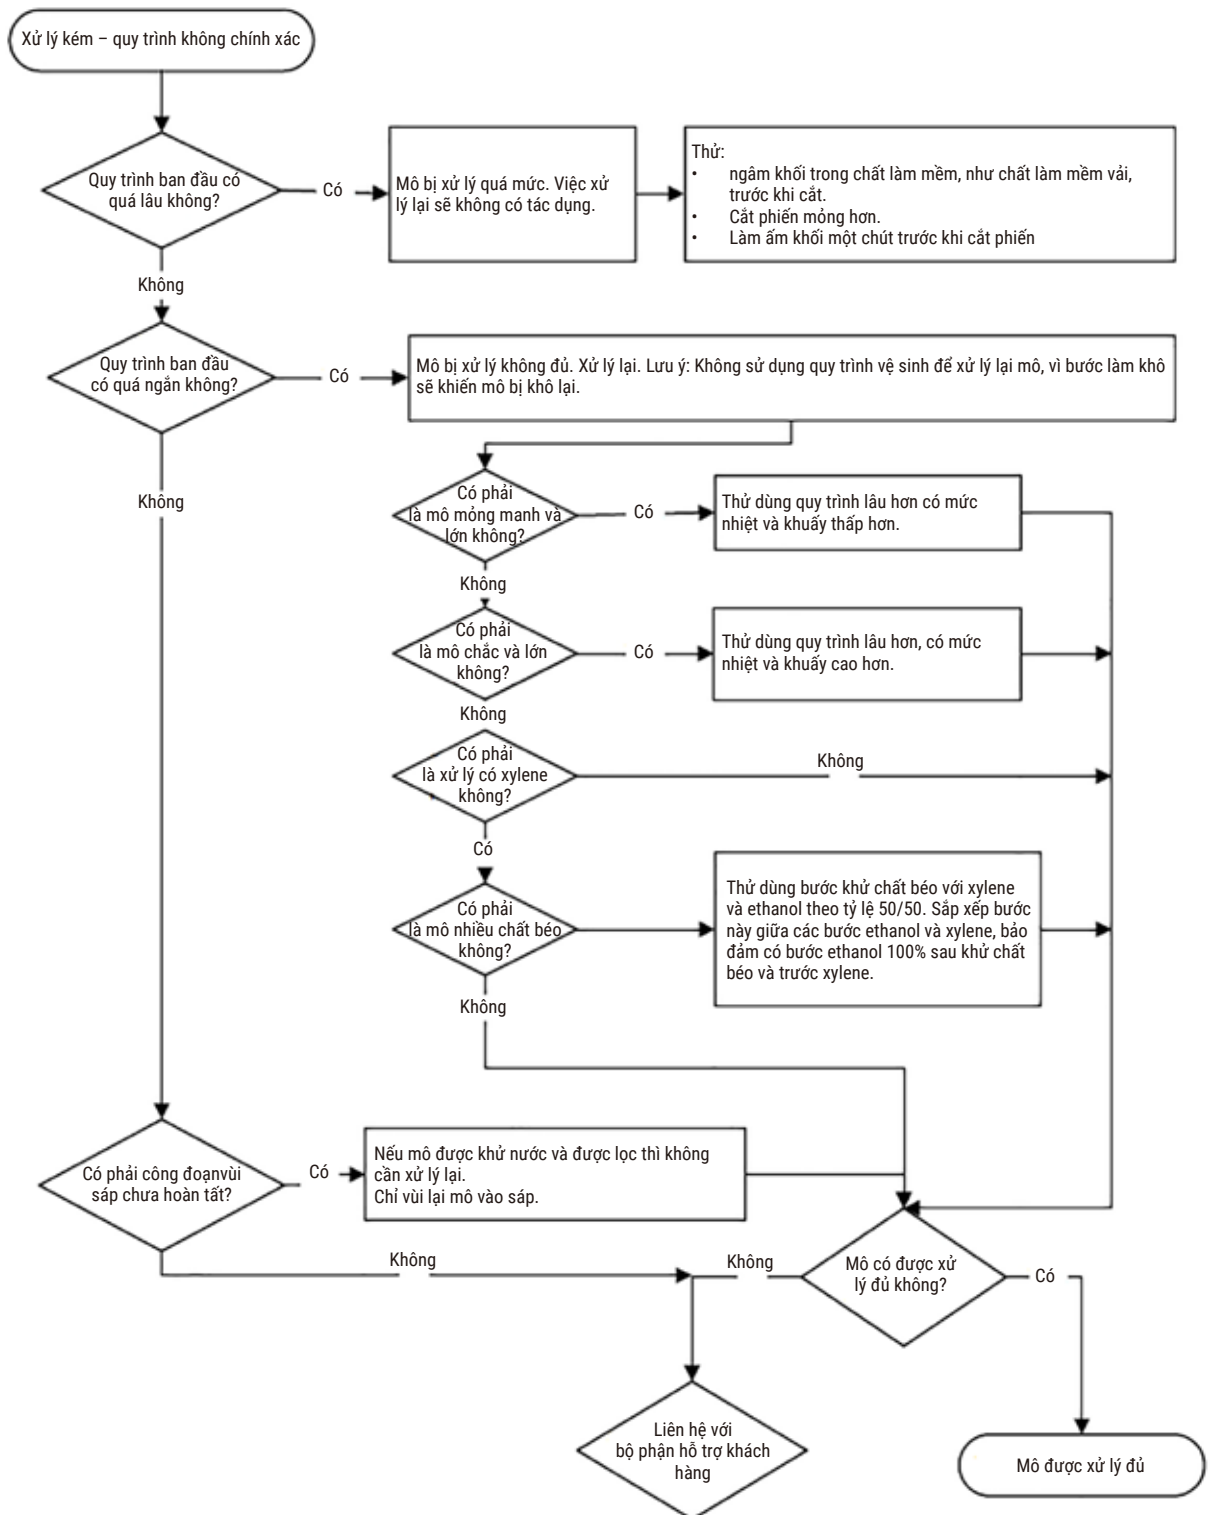 Xử lý kém – quy trình không chính xác
Quy trình ban đầu có
quá lâu không?
Có
Mô bị xử lý quá mức. Việc xử
lý lại sẽ không có tác dụng.
Thử:
• ngâm khối trong chất làm mềm, như chất làm mềm vải,
trước khi cắt.
• Cắt phiến mỏng hơn.
• Làm ấm khối một chút trước khi cắt phiến
Không
Quy trình ban đầu
có quá ngắn không?
Có
Mô bị xử lý không đủ. Xử lý lại. Lưu ý: Không sử dụng quy trình vệ sinh để xử lý lại mô, vì bước làm khô
sẽ khiến mô bị khô lại.
Không
Có phải
là mô mỏng manh và
lớn không?
Có
Thử dùng quy trình lâu hơn có mức
nhiệt và khuấy thấp hơn.
Không
Có phải
là mô chắc và lớn
không?
Có
Thử dùng quy trình lâu hơn, có mức
nhiệt và khuấy cao hơn.
Không
Có phải
là xử lý có xylene
không?
Không
Có
Có phải
là mô nhiều chất béo
không?
Thử dùng bước khử chất béo với xylene
và ethanol theo tỷ lệ 50/50. Sắp xếp bước
này giữa các bước ethanol và xylene, bảo
đảm có bước ethanol 100% sau khử chất
béo và trước xylene.
Không
Có phải công đoạnvùi
sáp chưa hoàn tất?
Có
Nếu mô được khử nước và được lọc thì không
cần xử lý lại.
Chỉ vùi lại mô vào sáp.
Không
Không
Mô có được xử
lý đủ không?
Có
Liên hệ với
bộ phận hỗ trợ khách
hàng
Mô được xử lý đủ